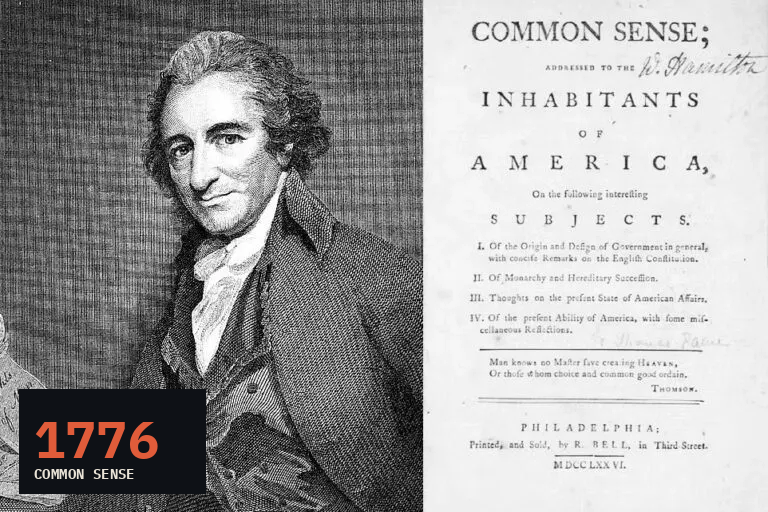 COMMON SENSE;
ADDRESSED TO THE W. Hamilton
INHABITANTS
OF
AMERICA,
On the following interesting
SUBJECTS.
I. Of the Origin and Design of Government in general,
with concise Remarks on the English Constitution.
II. Of Monarchy and Hereditary Succession.
III. Thoughts on the present State of American Affairs.
IV. Of the present Ability of America, with some mis-
cellaneous Reflections.
Thomas Paine
Man knows no Master save creating HEAVEN,
Or those whom choice and common good ordain.
THOMSON.
PHILADELPHIA;
Printed, and Sold, by R. BELL, in Third-Street.
MDCCLXXVI.
1776
COMMON SENSE